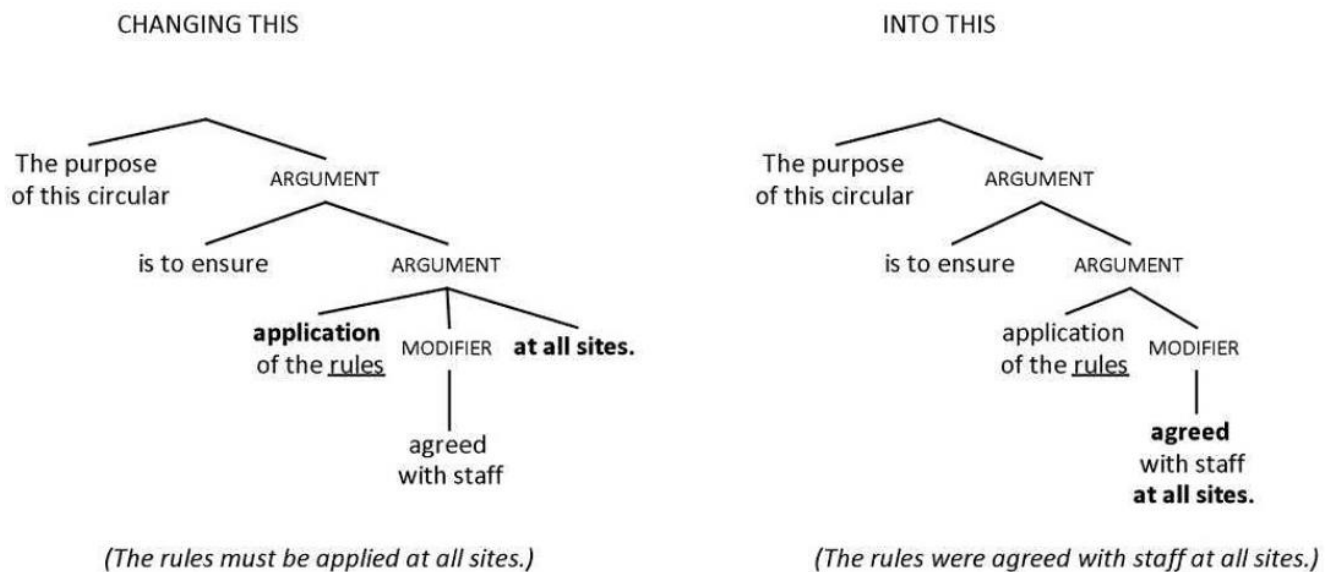 CHANGING THIS
The purpose
of this circular
ARGUMENT
is to ensure
ARGUMENT
application
of the rules
MODIFIER
at all sites.
agreed
with staff
(The rules must be applied at all sites.)
INTO THIS
The purpose
of this circular
ARGUMENT
is to ensure
ARGUMENT
application
of the rules
MODIFIER
agreed
with staff
at all sites.
(The rules were agreed with staff at all sites.)